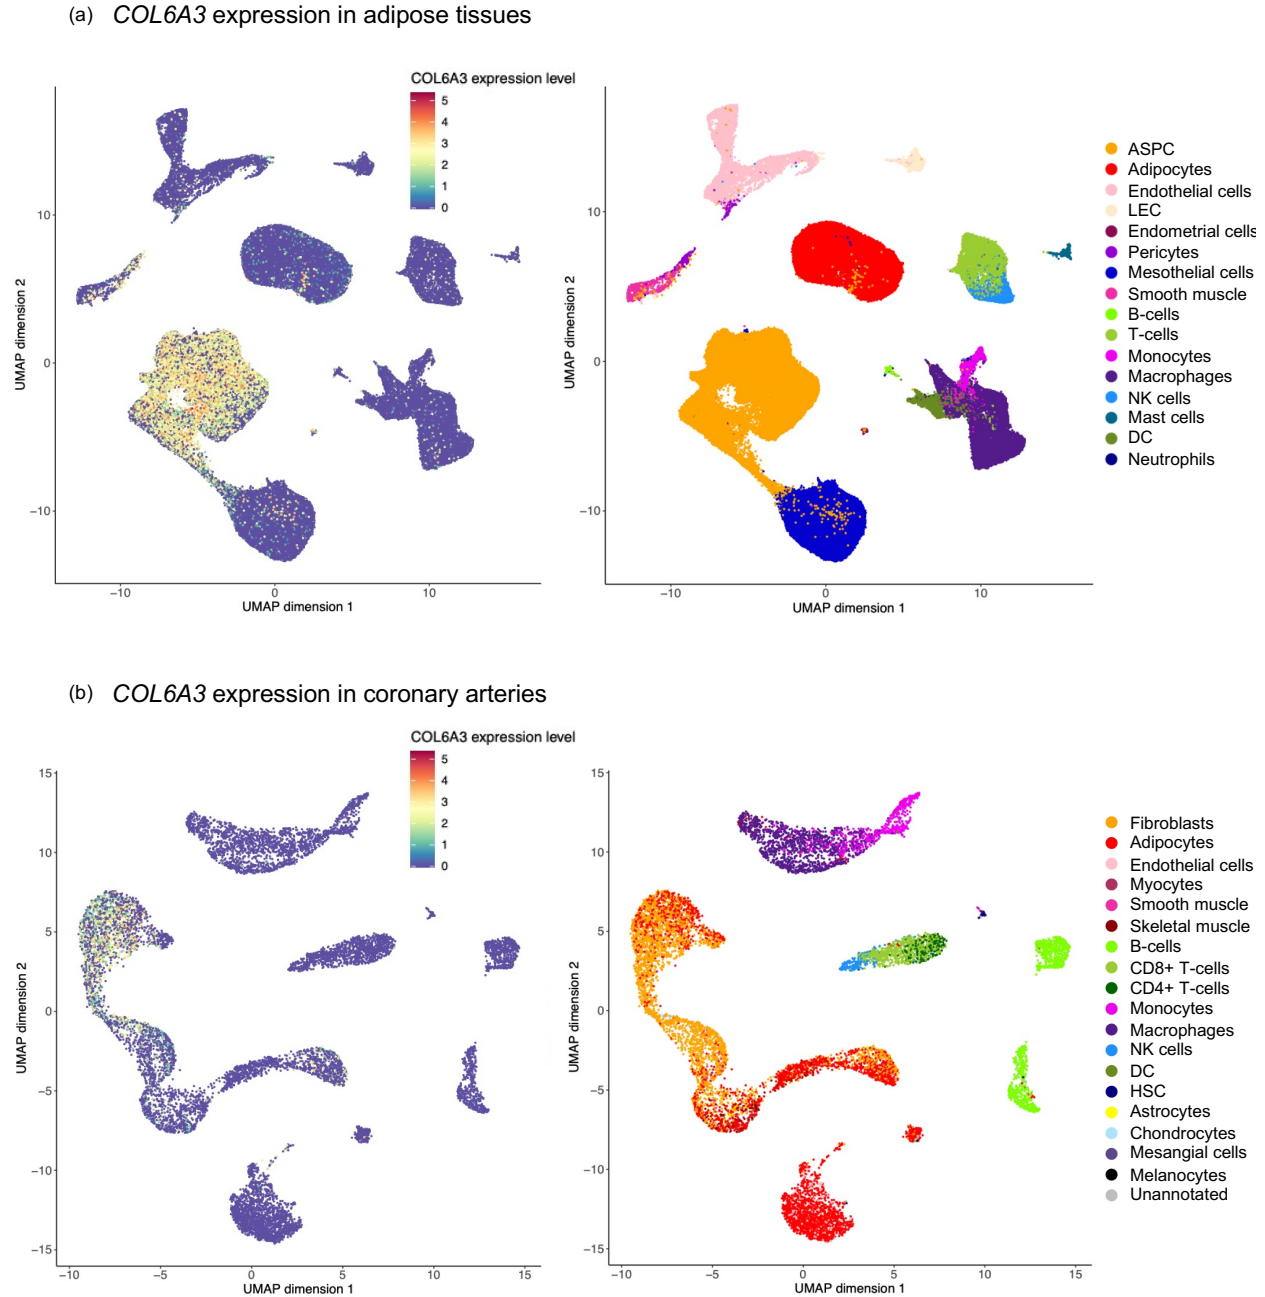 (a) COL6A3 expression in adipose tissues
COL6A3 expression level
5
4
3
2
1
0
10
0
−10
UMAP dimension 2
−10 0 10
UMAP dimension 1
10
0
−10
UMAP dimension 2
−10 0 10
UMAP dimension 1
ASPC
Adipocytes
Endothelial cells
LEC
Endometrial cells
Pericytes
Mesothelial cells
Smooth muscle
B-cells
T-cells
Monocytes
Macrophages
NK cells
Mast cells
DC
Neutrophils
(b) COL6A3 expression in coronary arteries
COL6A3 expression level
5
4
3
2
1
0
15
10
5
0
−5
−10
−15
UMAP dimension 2
−10 −5 0 5 10 15
UMAP dimension 1
15
10
5
0
−5
−10
−15
UMAP dimension 2
−10 −5 0 5 10 15
UMAP dimension 1
Fibroblasts
Adipocytes
Endothelial cells
Myocytes
Smooth muscle
Skeletal muscle
B-cells
CD8+ T-cells
CD4+ T-cells
Monocytes
Macrophages
NK cells
DC
HSC
Astrocytes
Chondrocytes
Mesangial cells
Melanocytes
Unannotated